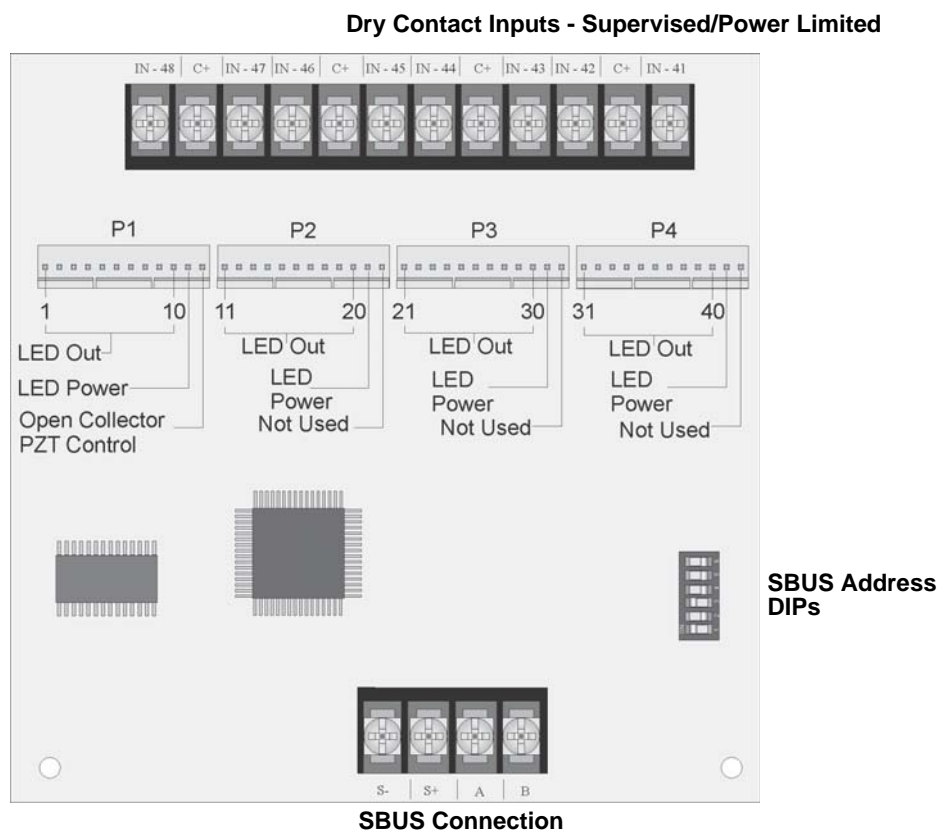 Dry Contact Inputs - Supervised/Power Limited
IN - 48 C+ IN - 47 IN - 46 C+ IN - 45 IN - 44 C+ IN - 43 IN - 42 C+ IN - 41
P1 P2 P3 P4
1 10 11 20 21 30 31 40
LED Out LED Out LED Out LED Out
LED Power
LED
Power
LED
Power
LED
Power
Open Collector
PZT Control
Not Used Not Used Not Used
SBUS Address
DIPs
S- S+ A B
SBUS Connection